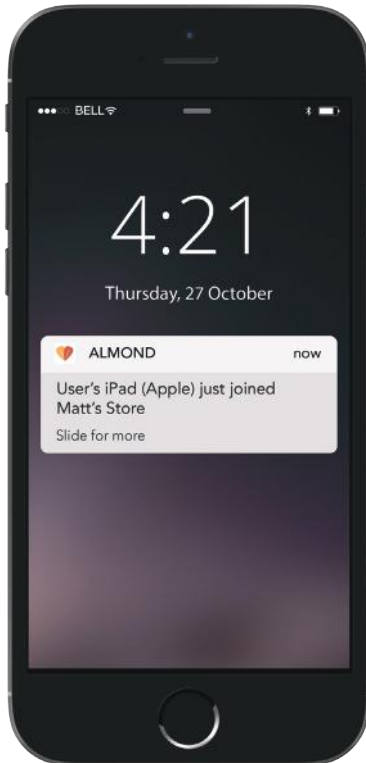 BELL
4:21
Thursday, 27 October
ALMOND now
User's iPad (Apple) just joined
Matt's Store
Slide for more